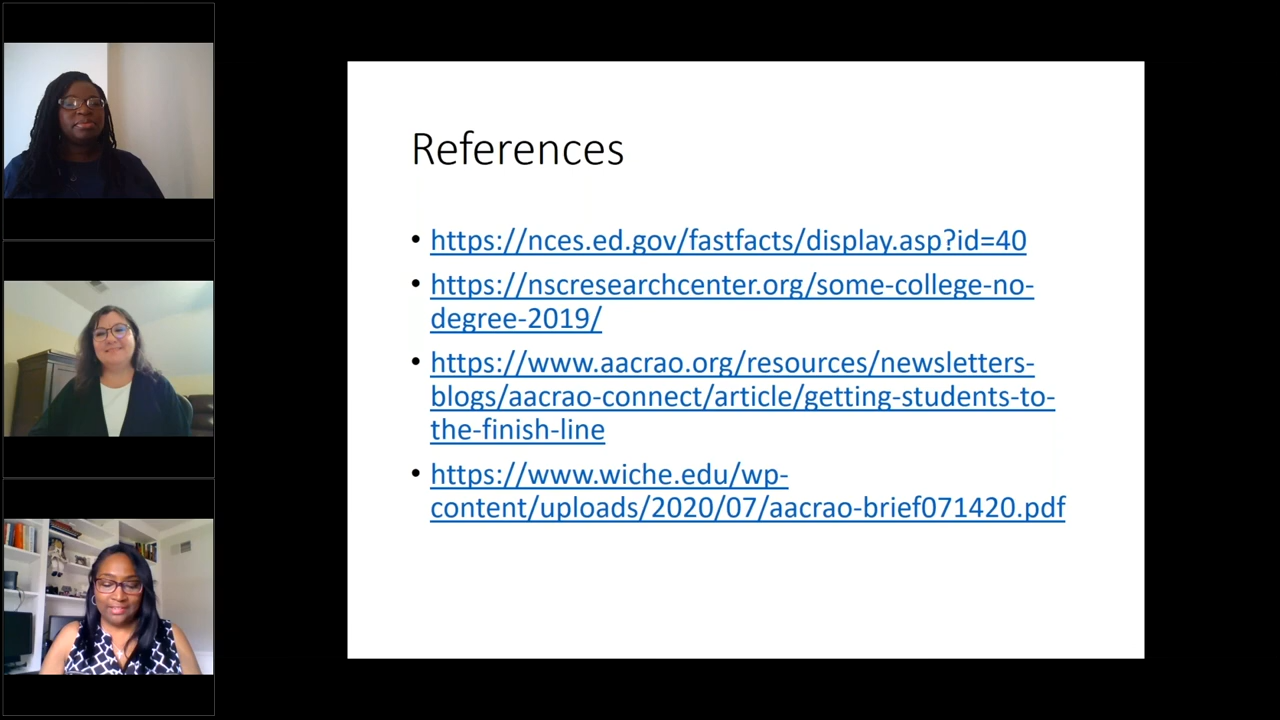 References
• https://nces.ed.gov/fastfacts/display.asp?id=40
• https://nscresearchcenter.org/some-college-no-
degree-2019/
• https://www.aacrao.org/resources/newsletters-
blogs/aacrao-connect/article/getting-students-to-
the-finish-line
• https://www.wiche.edu/wp-
content/uploads/2020/07/aacrao-brief071420.pdf